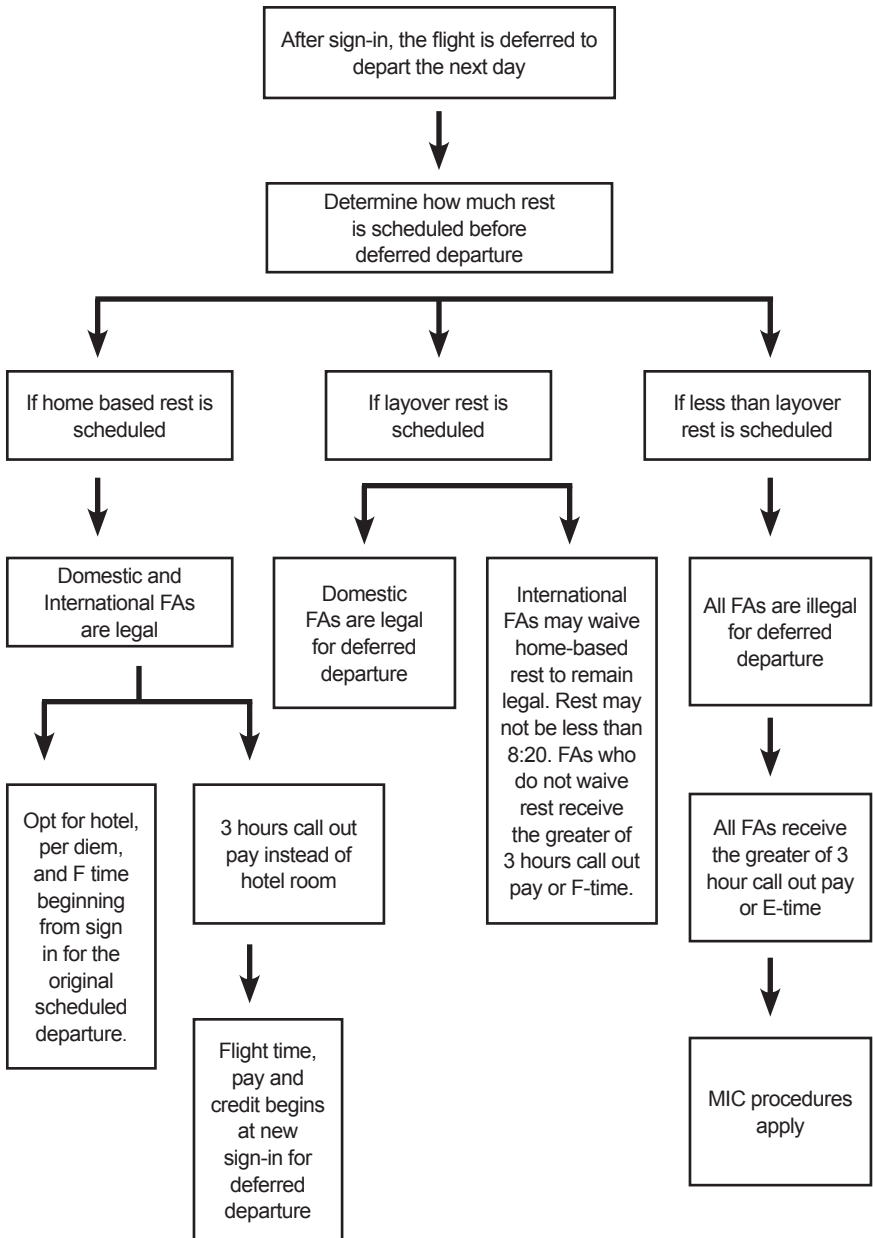 After sign-in, the flight is deferred to
depart the next day
Determine how much rest
is scheduled before
deferred departure
If home based rest is
scheduled
If layover rest is
scheduled
If less than layover
rest is scheduled
Domestic and
International FAs
are legal
Domestic
FAs are legal
for deferred
departure
International
FAs may waive
home-based
rest to remain
legal. Rest may
not be less than
8:20. FAs who
do not waive
rest receive
the greater of
3 hours call out
pay or F-time.
All FAs are illegal
for deferred
departure
Opt for hotel,
per diem,
and F time
beginning
from sign
in for the
original
scheduled
departure.
3 hours call out
pay instead of
hotel room
All FAs receive
the greater of 3
hour call out pay
or E-time
Flight time,
pay and
credit begins
at new
sign-in for
deferred
departure
MIC procedures
apply